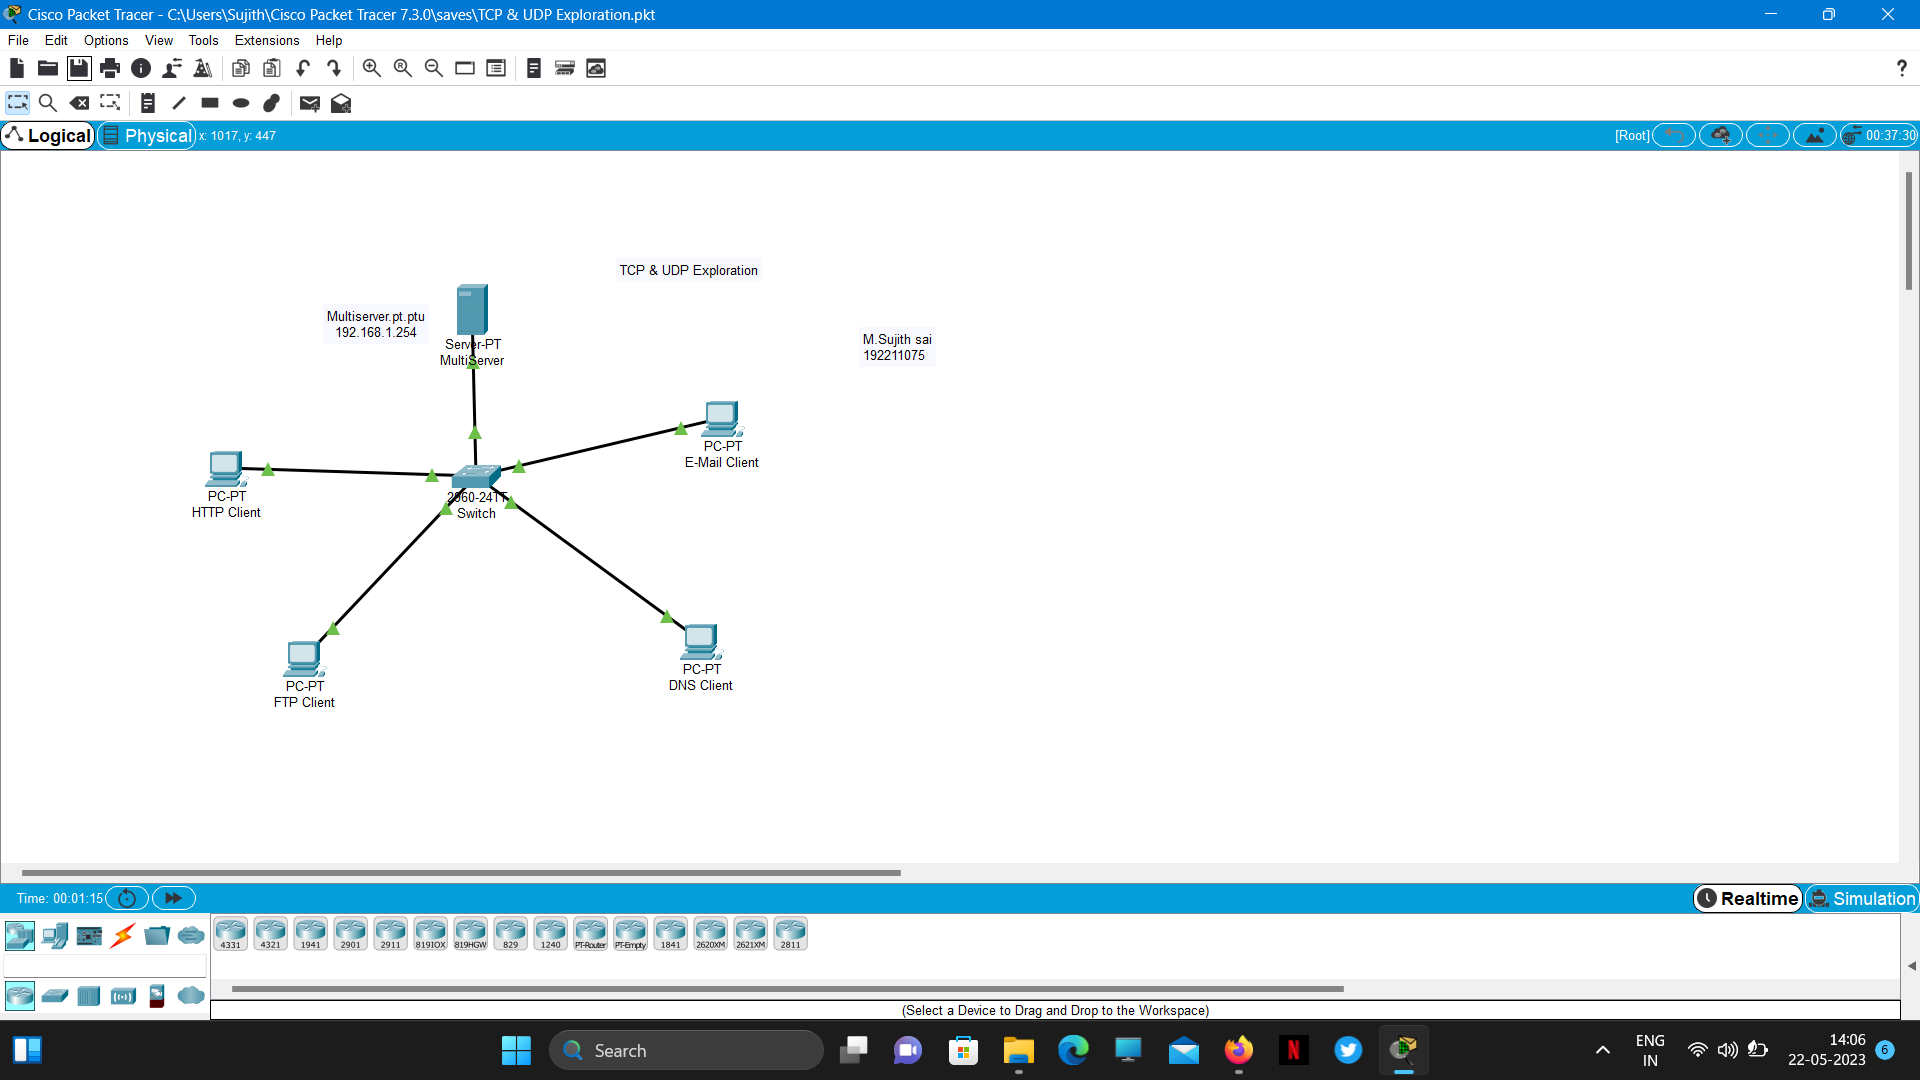 Cisco Packet Tracer - C:\Users\Sujith\Cisco Packet Tracer 7.3.0\saves\TCP & UDP Exploration.pkt
File Edit Options View Tools Extensions Help
?
Logical Physical x: 1017, y: 447 [Root] 00:37:30
TCP & UDP Exploration
Multiserver.pt.ptu
192.168.1.254
Server-PT
MultiServer
M.Sujith sai
192211075
PC-PT
E-Mail Client
PC-PT
HTTP Client
2960-24TT
Switch
PC-PT
DNS Client
PC-PT
FTP Client
Time: 00:01:15 Realtime Simulation
4331 4321 1941 2901 2911 819IOX 819HGW 829 1240 PT-Router PT-Empty 1841 2620XM 2621XM 2811
(Select a Device to Drag and Drop to the Workspace)
Search
ENG
IN
14:06
22-05-2023
6